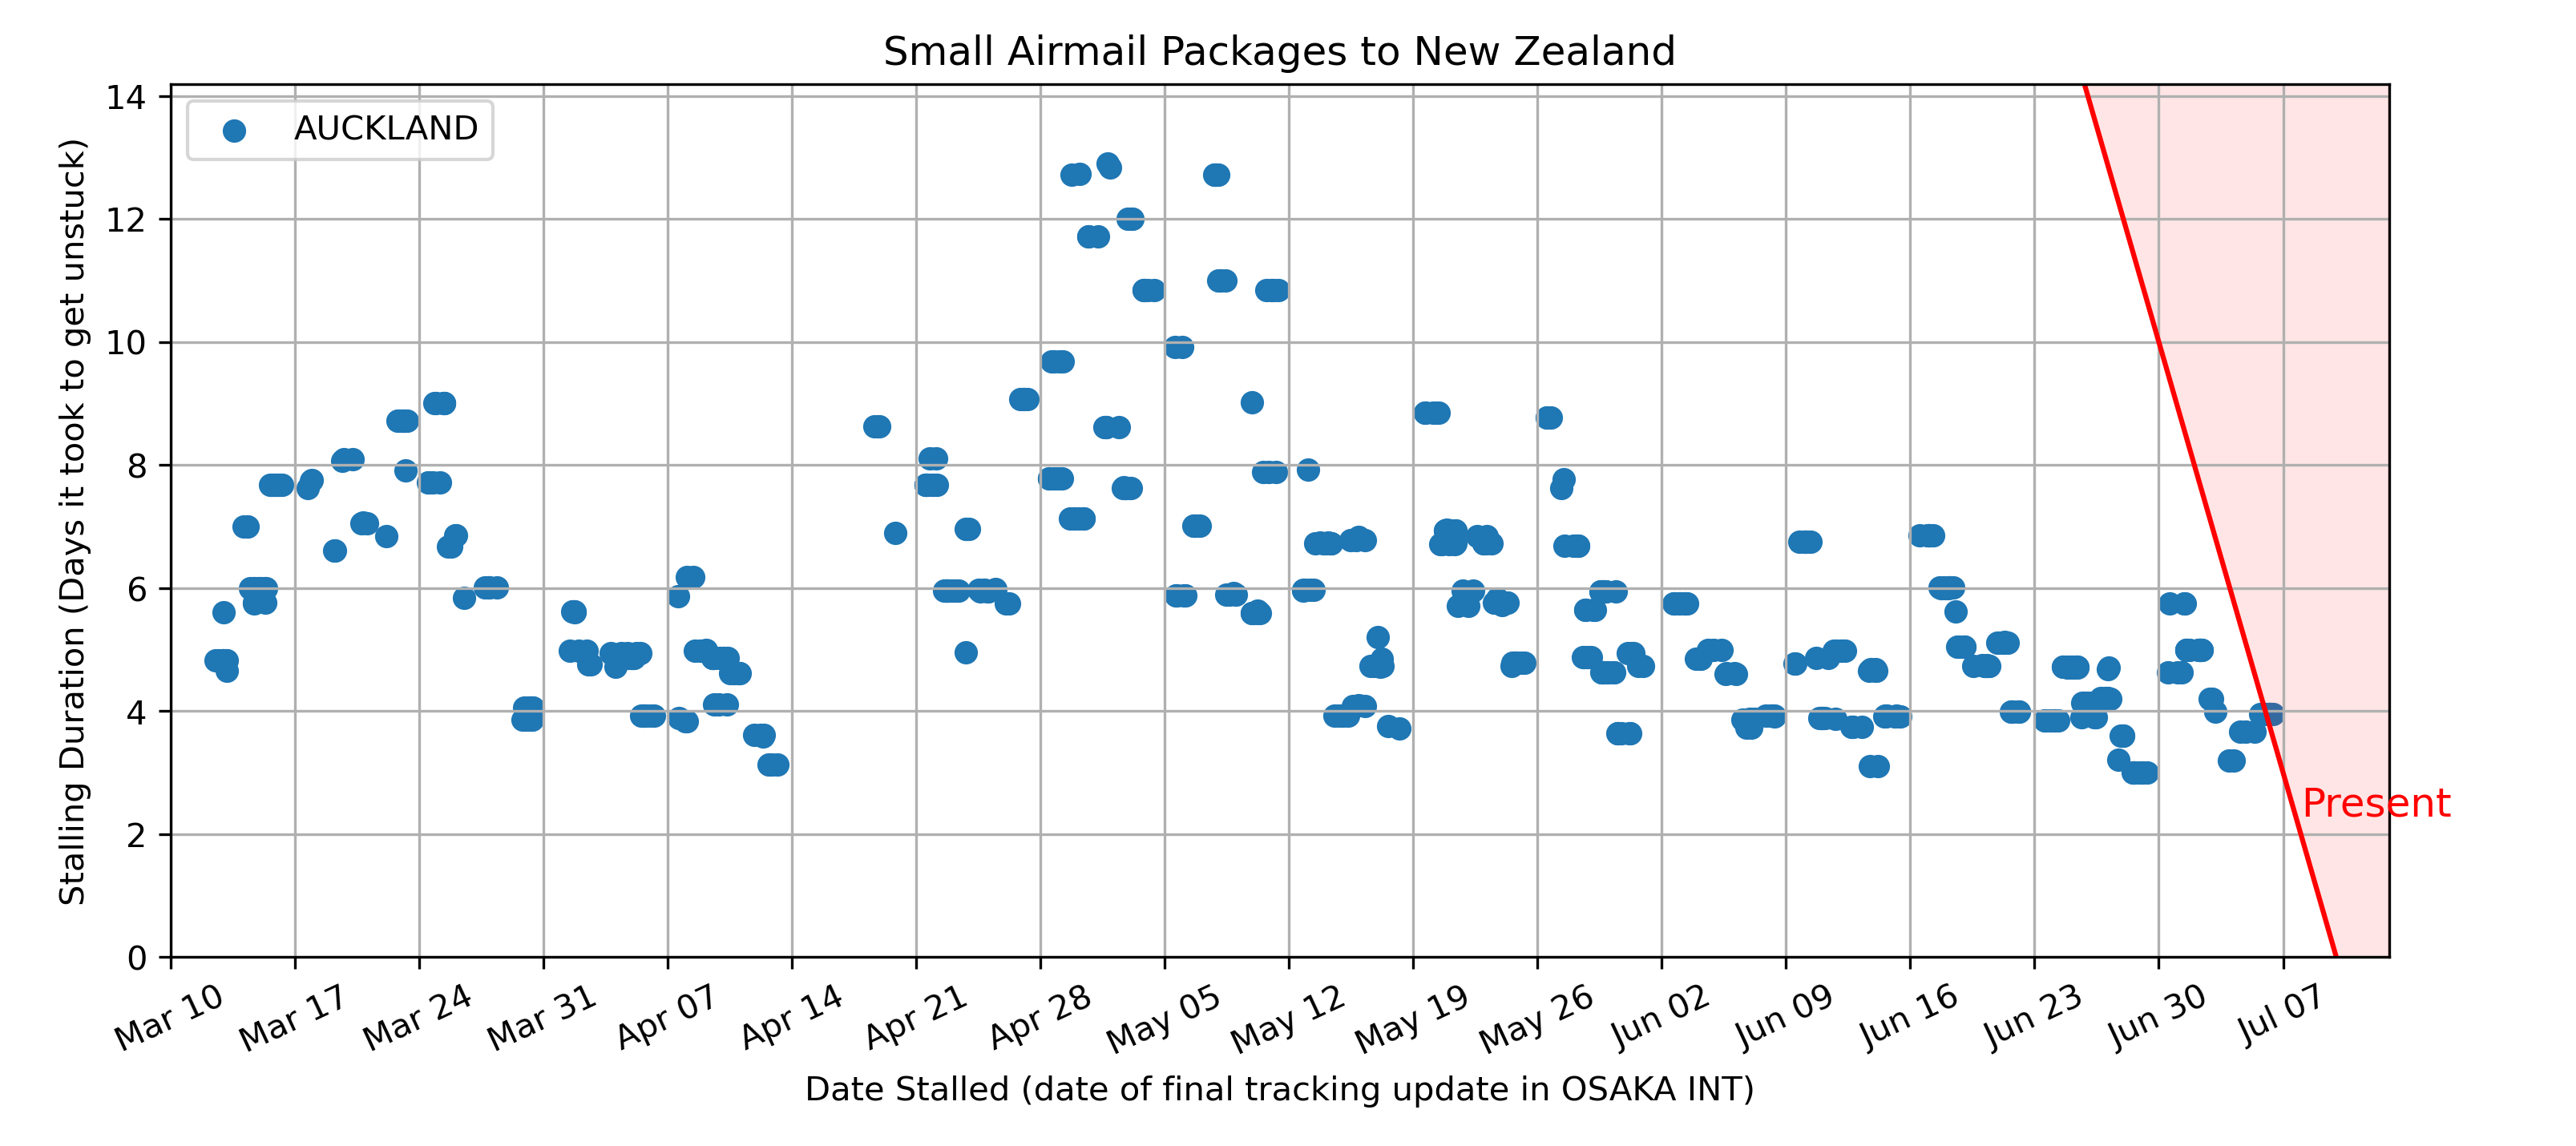 Small Airmail Packages to New Zealand
AUCKLAND
Stalling Duration (Days it took to get unstuck)
14
12
10
8
6
4
2
0
Present
Mar 10
Mar 17
Mar 24
Mar 31
Apr 07
Apr 14
Apr 21
Apr 28
May 05
May 12
May 19
May 26
Jun 02
Jun 09
Jun 16
Jun 23
Jun 30
Jul 07
Date Stalled (date of final tracking update in OSAKA INT)